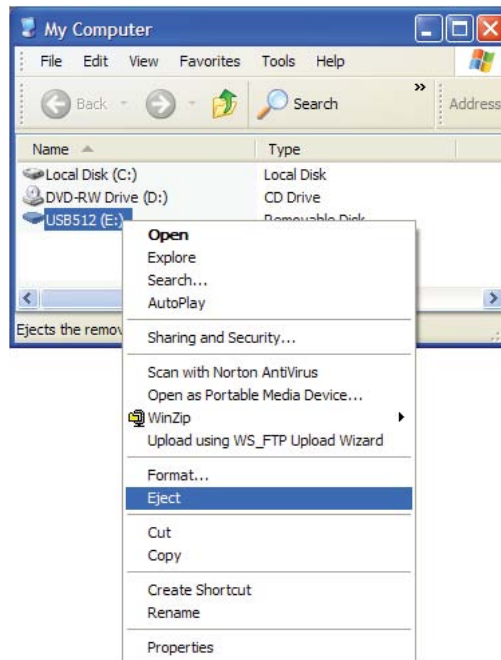 My Computer
File Edit View Favorites Tools Help
Back Search » Address
Name Type
Local Disk (C:) Local Disk
DVD-RW Drive (D:) CD Drive
USB512 (E:) Removable Disk
Open
Explore
Search...
AutoPlay
Ejects the remov
Sharing and Security...
Scan with Norton AntiVirus
Open as Portable Media Device...
WinZip
Upload using WS_FTP Upload Wizard
Format...
Eject
Cut
Copy
Create Shortcut
Rename
Properties